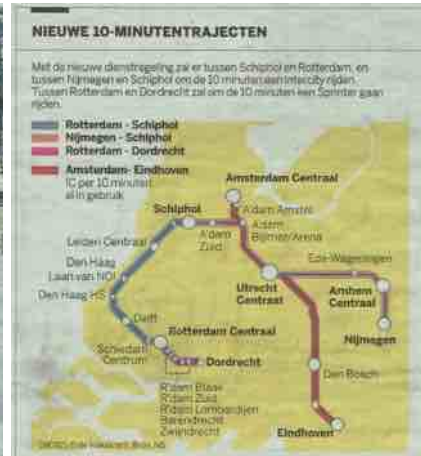 NIEUWE 10-MINUTENTRAJECTEN
Met de nieuwe dienstregeling zal er tussen Schiphol en Rotterdam, en
tussen Nijmegen en Schiphol om de 10 minuten een Intercity rijden.
Tussen Rotterdam en Dordrecht zal om de 10 minuten een Sprinter gaan
rijden.
Rotterdam - Schiphol
Nijmegen - Schiphol
Rotterdam - Dordrecht
Amsterdam- Eindhoven
IC per 10 minuten
al in gebruik
Amsterdam Centraal
Schiphol
A'dam Amstel
A'dam
Zuid
A'dam
Bijlmer/Arena
Leiden Centraal
Den Haag
Laan van NOI
Den Haag HS
Delft
Schiedam
Centrum
Rotterdam Centraal
Dordrecht
R'dam Blaak
R'dam Zuid
R'dam Lombardijen
Barendrecht
Zwijndrecht
Utrecht
Centraal
Ede-Wageningen
Arnhem
Centraal
Nijmegen
Den Bosch
Eindhoven